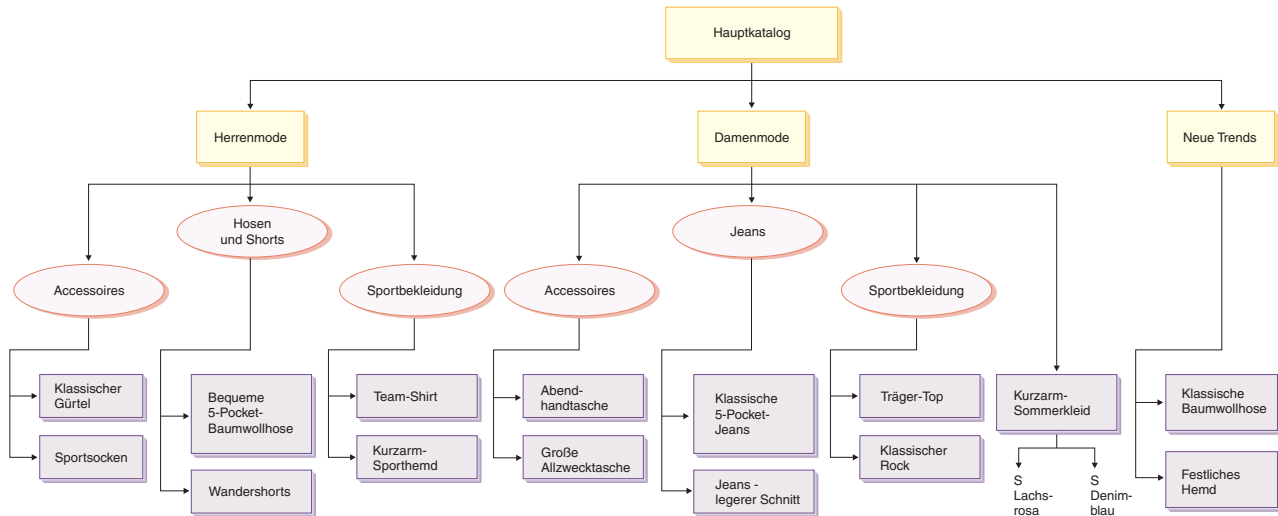 Hauptkatalog
Herrenmode
Damenmode
Neue Trends
Hosen
und Shorts
Jeans
Accessoires
Sportbekleidung
Accessoires
Sportbekleidung
Klassischer
Gürtel
Sportsocken
Bequeme
5-Pocket-
Baumwollhose
Wandershorts
Team-Shirt
Kurzarm-
Sporthemd
Abend-
handtasche
Große
Allzwecktasche
Klassische
5-Pocket-
Jeans
Jeans -
legerer Schnitt
Träger-Top
Klassischer
Rock
Kurzarm-
Sommerkleid
S
Lachs-
rosa
S
Denim-
blau
Klassische
Baumwollhose
Festliches
Hemd